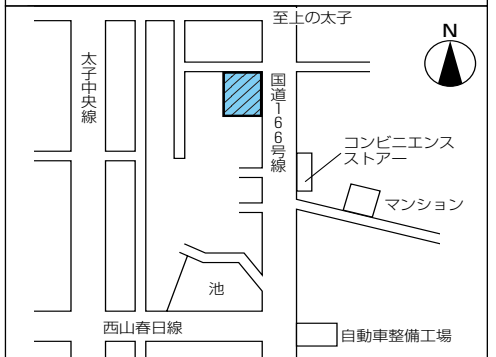 至上の太子
N
太子中央線
国道166号線
コンビニエンス
ストアー
マンション
池
西山春日線
自動車整備工場